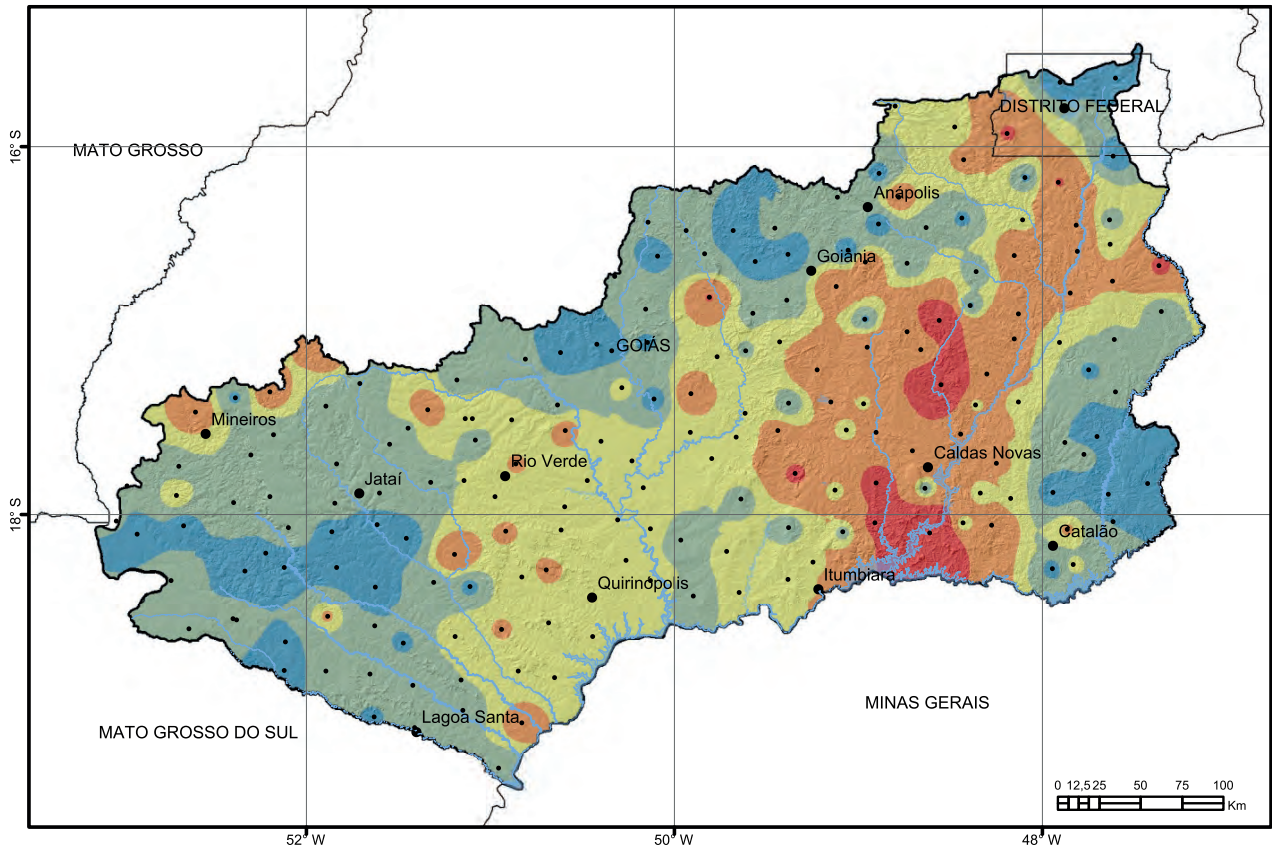 DISTRITO FEDERAL
16° S
MATO GROSSO
Anápolis
Goiânia
GOIÁS
Mineiros
Caldas Novas
Rio Verde
Jataí
18° S
Catalão
Itumbiara
Quirinópolis
MINAS GERAIS
Lagoa Santa
MATO GROSSO DO SUL
0 12,5 25 50 75 100
Km
52° W 50° W 48° W